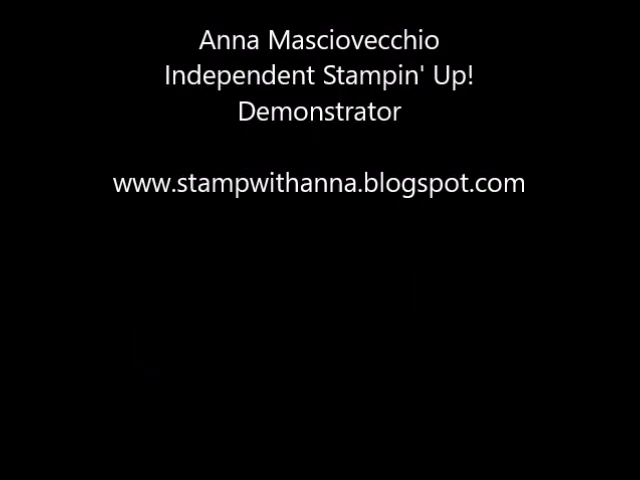 Anna Masciovecchio
Independent Stampin' Up!
Demonstrator
www.stampwithanna.blogspot.com